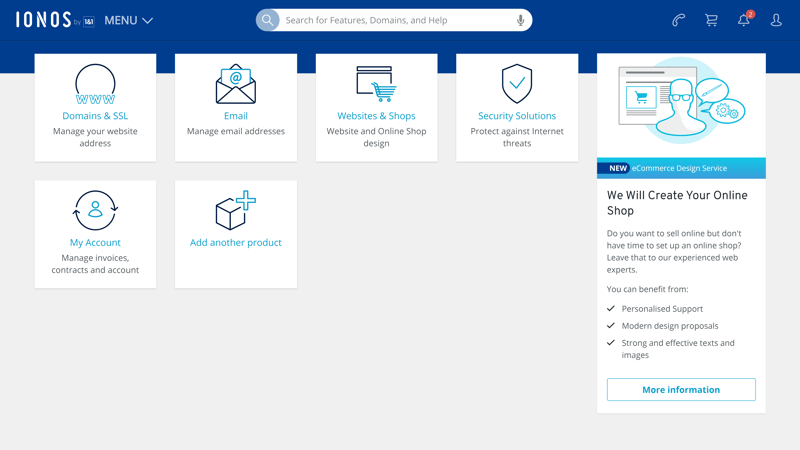 IONOS by 1&1
MENU
Search for Features, Domains, and Help
2
www
Domains & SSL
Manage your website
address
@
Email
Manage email addresses
Websites & Shops
Website and Online Shop
design
Security Solutions
Protect against Internet
threats
My Account
Manage invoices,
contracts and account
Add another product
NEW eCommerce Design Service
We Will Create Your Online
Shop
Do you want to sell online but don't
have time to set up an online shop?
Leave that to our experienced web
experts.
You can benefit from:
Personalised Support
Modern design proposals
Strong and effective texts and
images
More information